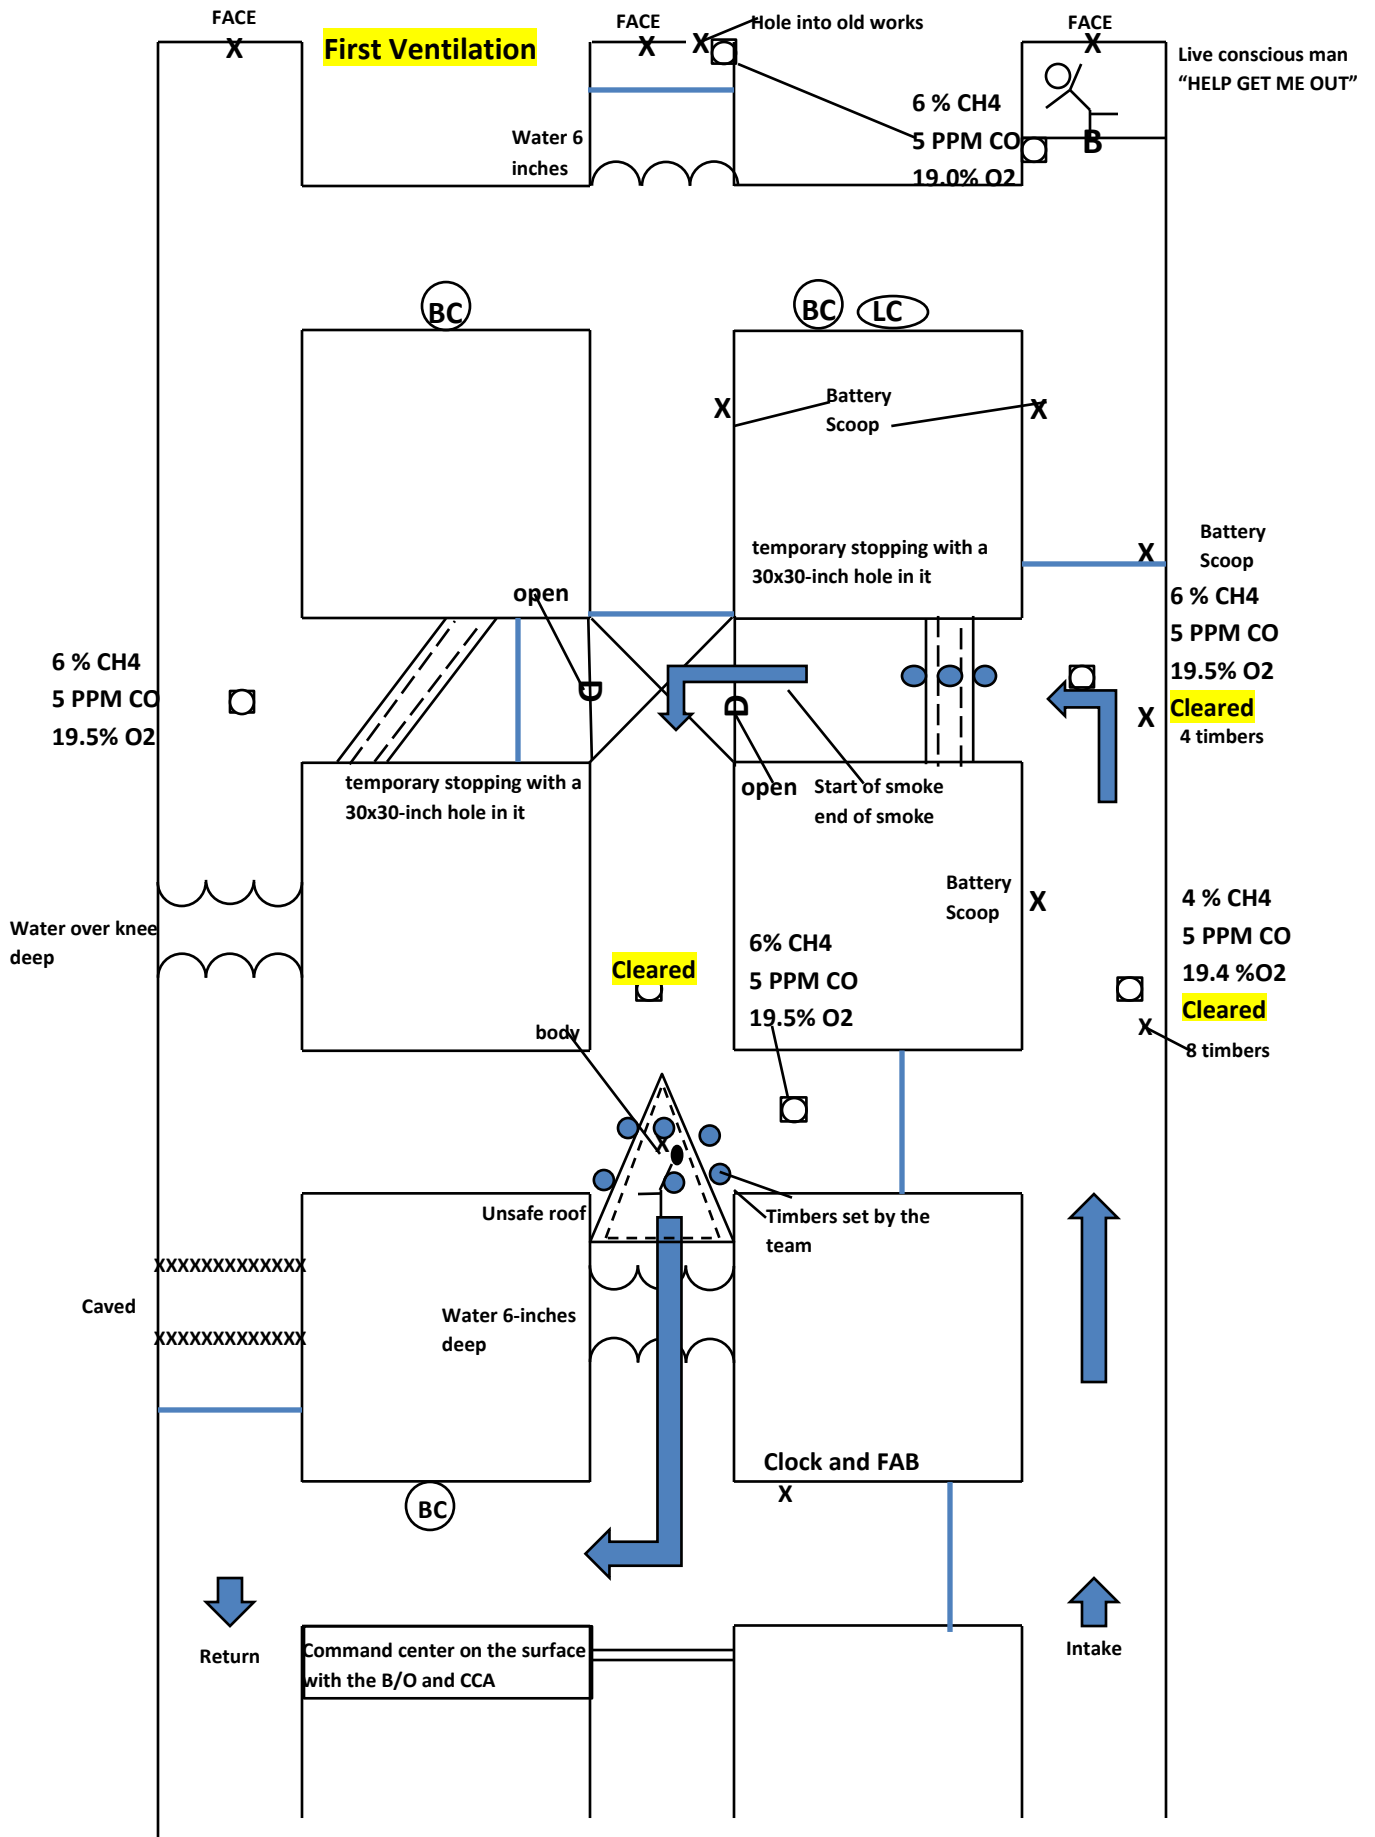 FACE
First Ventilation
FACE
Hole into old works
FACE
X
X
X
X
Live conscious man
“HELP GET ME OUT”
6 % CH4
5 PPM CO
19.0% O2
B
Water 6
inches
BC
BC
LC
X
Battery
Scoop
X
temporary stopping with a
30x30-inch hole in it
X
Battery
Scoop
open
6 % CH4
5 PPM CO
19.5% O2
Cleared
4 timbers
X
6 % CH4
5 PPM CO
19.5% O2
D
D
temporary stopping with a
30x30-inch hole in it
open
Start of smoke
end of smoke
Battery
Scoop
X
4 % CH4
5 PPM CO
19.4 %O2
Cleared
X
8 timbers
Water over knee
deep
Cleared
6% CH4
5 PPM CO
19.5% O2
body
X
Unsafe roof
Timbers set by the
team
XXXXXXXXXXXXX
Caved
XXXXXXXXXXXXX
Water 6-inches
deep
Clock and FAB
X
BC
Return
Command center on the surface
with the B/O and CCA
Intake